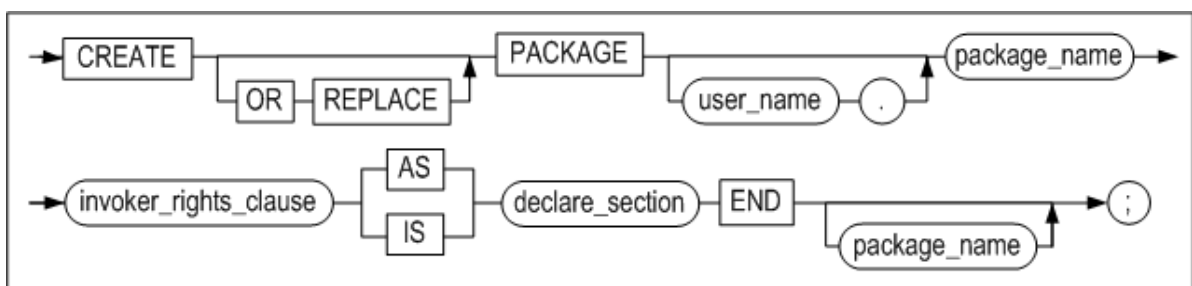 CREATE PACKAGE package_name
OR REPLACE user_name .
AS
invoker_rights_clause declare_section END ;
IS package_name